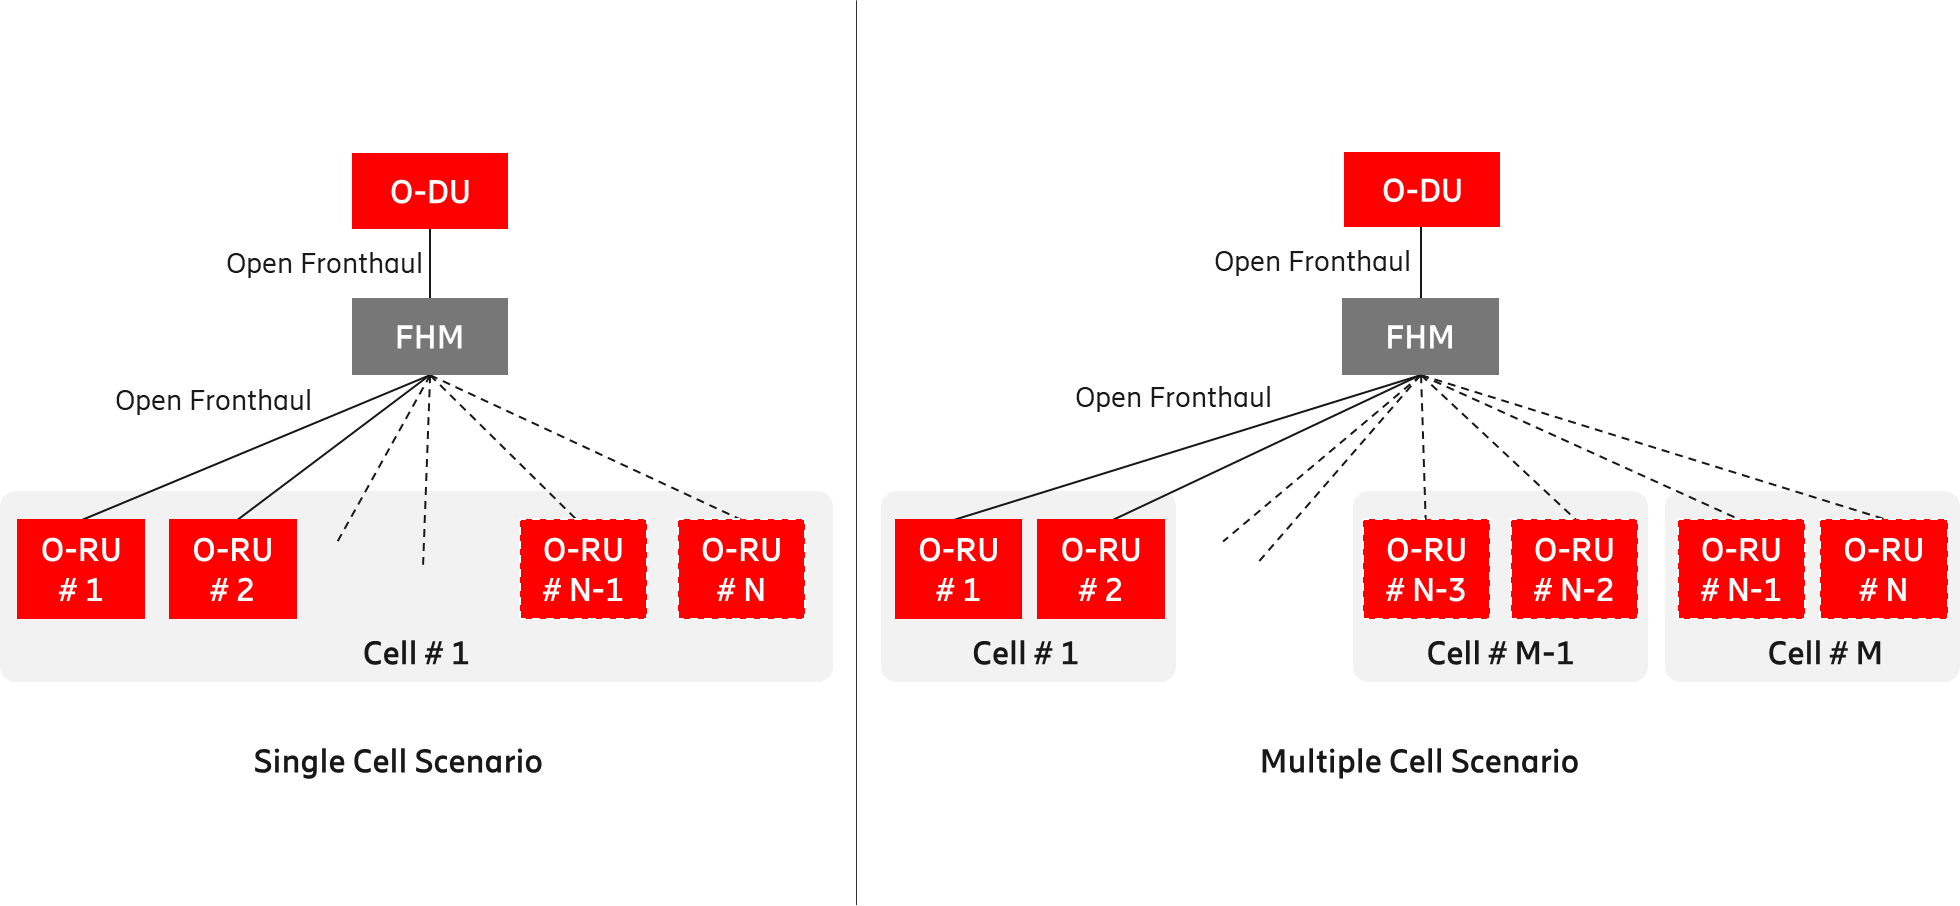 O-DU
Open Fronthaul
FHM
Open Fronthaul
O-RU
# 1
O-RU
# 2
O-RU
# N-1
O-RU
# N
Cell # 1
Single Cell Scenario
O-DU
Open Fronthaul
FHM
Open Fronthaul
O-RU
# 1
O-RU
# 2
O-RU
# N-3
O-RU
# N-2
O-RU
# N-1
O-RU
# N
Cell # 1
Cell # M-1
Cell # M
Multiple Cell Scenario